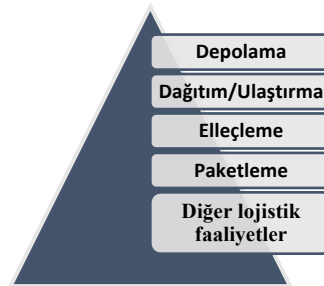 Depolama
Dağıtım/Ulaştırma
Elleçleme
Paketleme
Diğer lojistik
faaliyetler